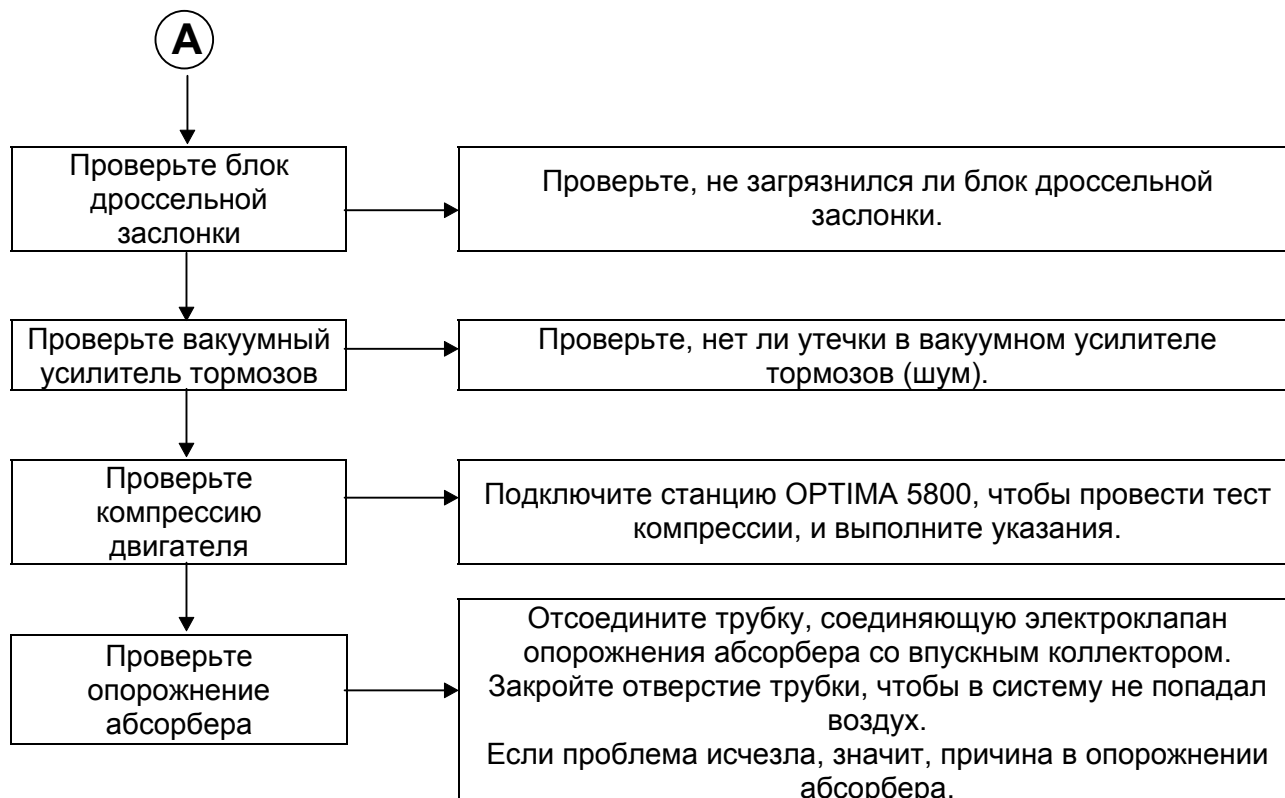 A
Проверьте блок
дроссельной
заслонки
Проверьте, не загрязнился ли блок дроссельной
заслонки.
Проверьте вакуумный
усилитель тормозов
Проверьте, нет ли утечки в вакуумном усилителе
тормозов (шум).
Проверьте
компрессию
двигателя
Подключите станцию OPTIMA 5800, чтобы провести тест
компрессии, и выполните указания.
Проверьте
опорожнение
абсорбера
Отсоедините трубку, соединяющую электроклапан
опорожнения абсорбера со впускным коллектором.
Закройте отверстие трубки, чтобы в систему не попадал
воздух.
Если проблема исчезла, значит, причина в опорожнении
абсорбера.